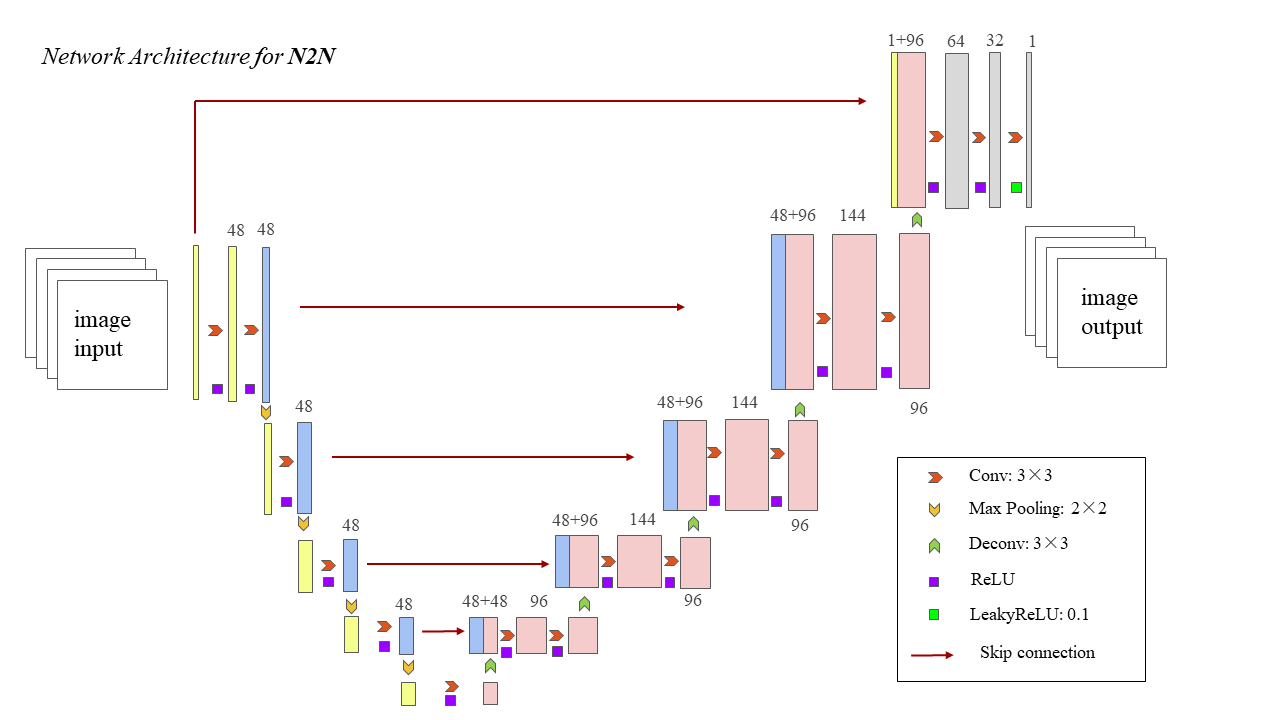 Network Architecture for N2N
1+96 64 32 1
48+96 144
48 48
image
input
image
output
48
48+96 144
96
48
48+96 144
96
48
48+48 96
96
Conv: 3×3
Max Pooling: 2×2
Deconv: 3×3
ReLU
LeakyReLU: 0.1
Skip connection